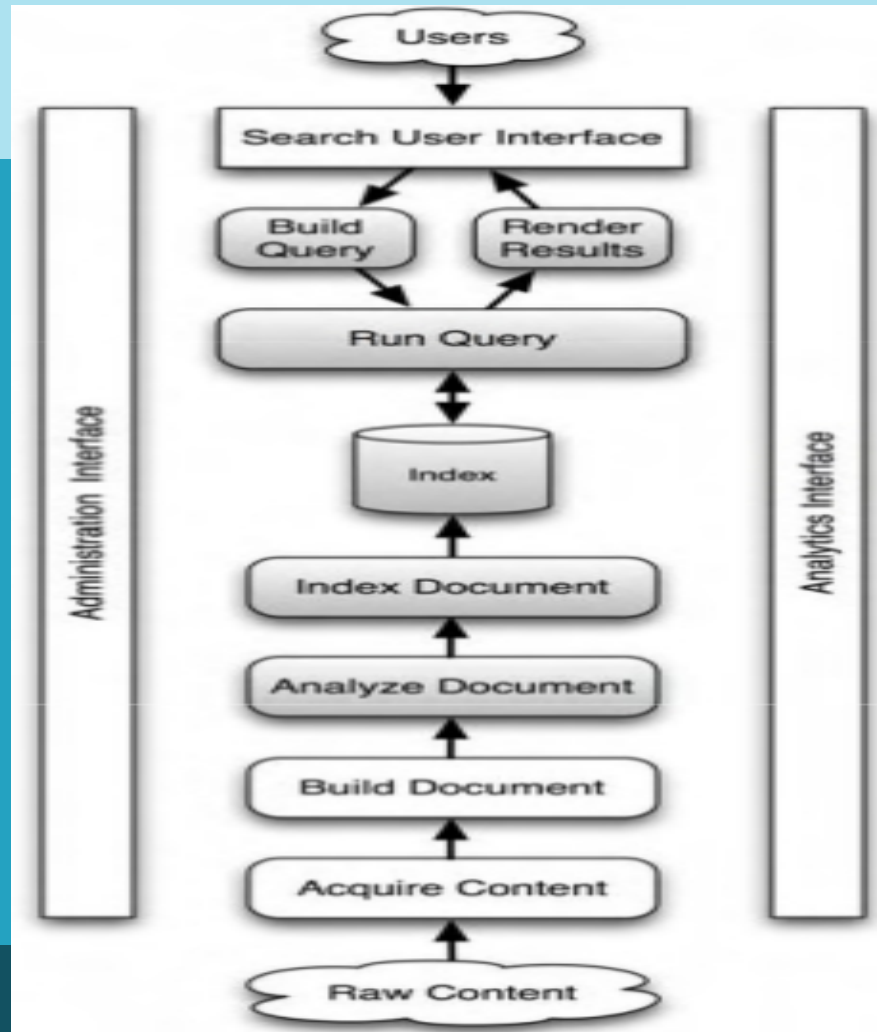 Users
Search User Interface
Build
Query
Render
Results
Run Query
Index
Index Document
Analyze Document
Build Document
Acquire Content
Raw Content
Administration Interface
Analytics Interface